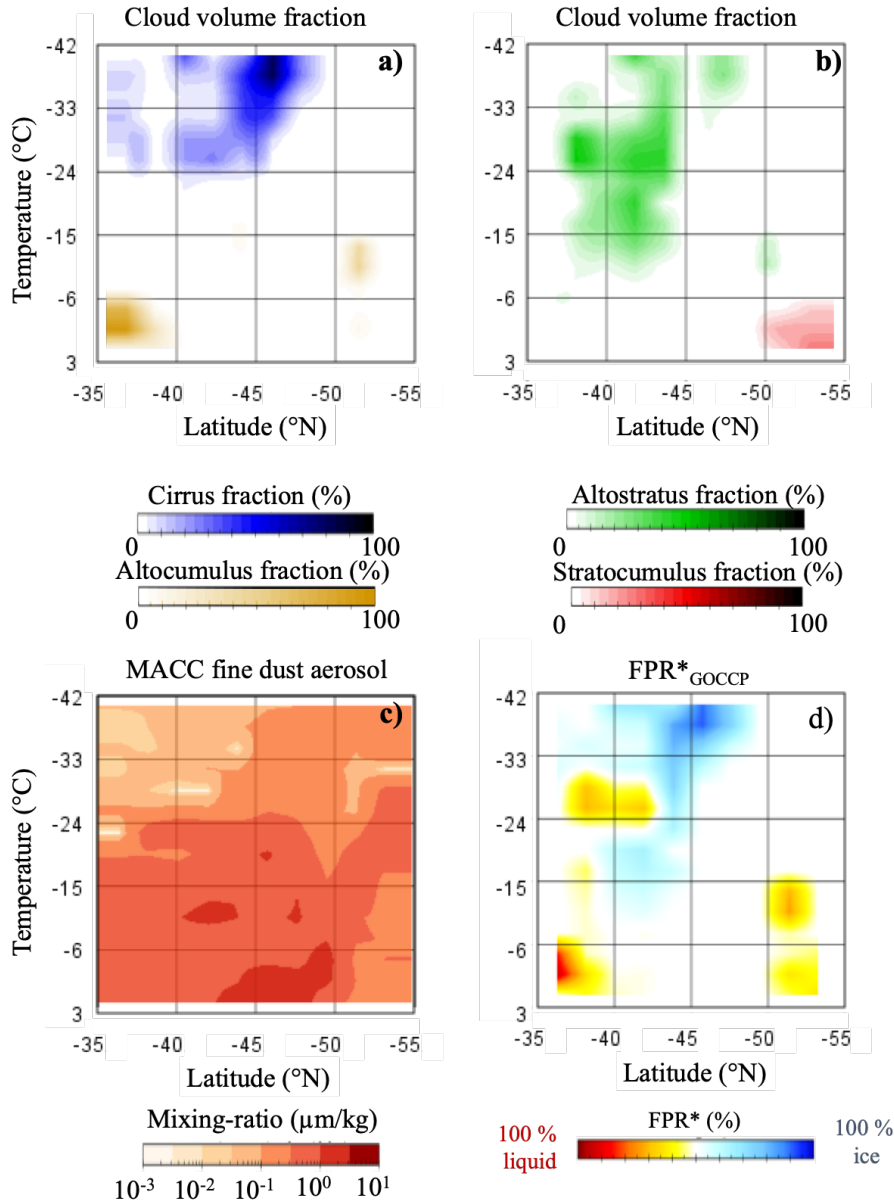 Cloud volume fraction
Cloud volume fraction
-42
a)
-33
-24
-15
-6
3
Temperature (°C)
-35 -40 -45 -50 -55
Latitude (°N)
-42
b)
-33
-24
-15
-6
3
-35 -40 -45 -50 -55
Latitude (°N)
Cirrus fraction (%)
0 100
Altocumulus fraction (%)
0 100
Altostratus fraction (%)
0 100
Stratocumulus fraction (%)
0 100
MACC fine dust aerosol
-42
c)
-33
-24
-15
-6
3
Temperature (°C)
-35 -40 -45 -50 -55
Latitude (°N)
Mixing-ratio (µm/kg)
10⁻³ 10⁻² 10⁻¹ 10⁰ 10¹
FPR*GOCCP
-42
d)
-33
-24
-15
-6
3
-35 -40 -45 -50 -55
Latitude (°N)
FPR* (%)
100 %
liquid
100 %
ice